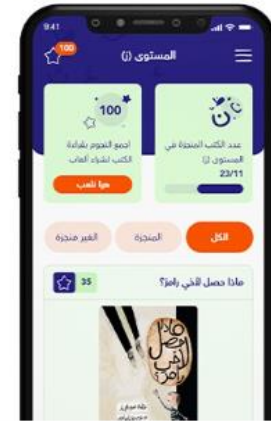 9:41
المستوى (ز)
100
عدد الكتب المنجزة في
المستوى (ز)
23/11
100
اجمع النجوم بقراءة
الكتب لشراء ألعاب
هيا نلعب
الكل
المنجزة
الغير منجزة
ماذا حصل لأخي رامز؟
35
ماذا
حصل
لأخي
رامز؟